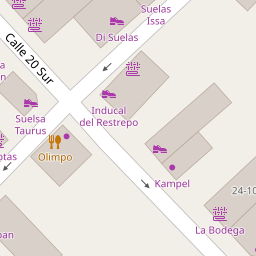 Suelas
Issa
Di Suelas
Calle 20 Sur
Inducal
del Restrepo
Suelsa
Taurus
Olimpo
Kampel
24-10
La Bodega